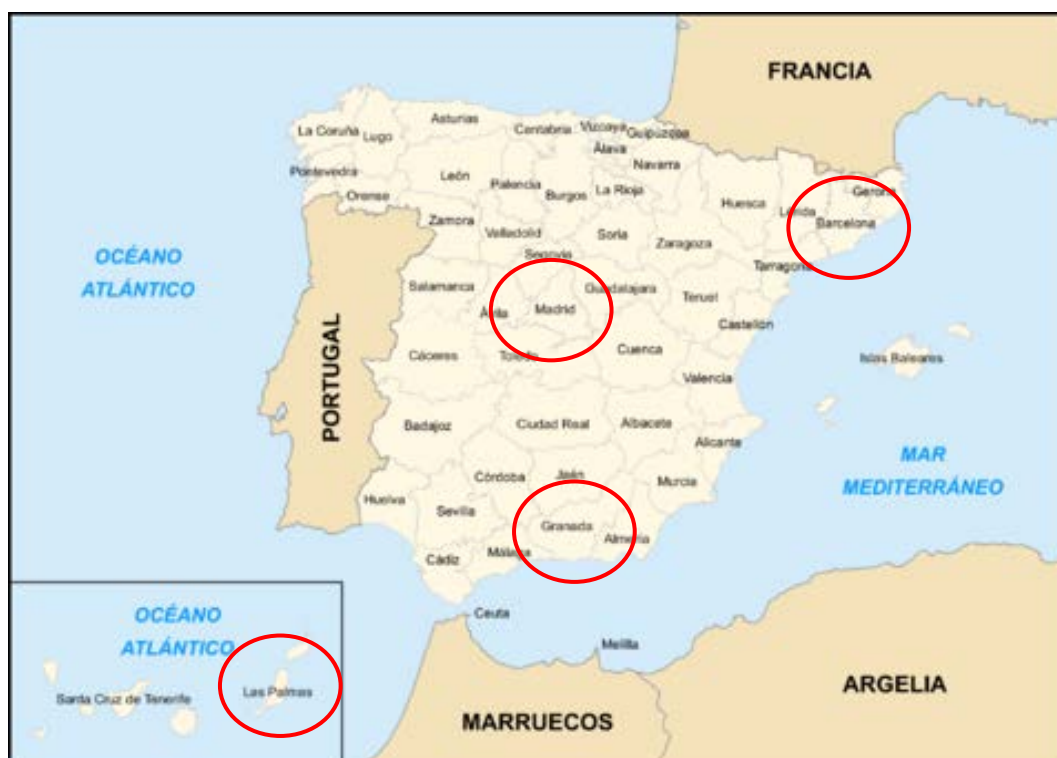 FRANCIA
Asturias
La Coruña
Lugo
Cantabria
Vizcaya
Guipúzcoa
Álava
Navarra
Pontevedra
León
Palencia
Burgos
La Rioja
Orense
Gerona
Huesca
Lérida
Barcelona
Zamora
Valladolid
Soria
Zaragoza
Segovia
Tarragona
OCÉANO
ATLÁNTICO
Salamanca
Ávila
Madrid
Guadalajara
Teruel
Castellón
PORTUGAL
Cáceres
Toledo
Cuenca
Islas Baleares
Valencia
Badajoz
Ciudad Real
Albacete
Alicante
MAR
MEDITERRÁNEO
Córdoba
Jaén
Murcia
Huelva
Sevilla
Granada
Almería
Cádiz
Málaga
Ceuta
Melilla
OCÉANO
ATLÁNTICO
Santa Cruz de Tenerife
Las Palmas
MARRUECOS
ARGELIA